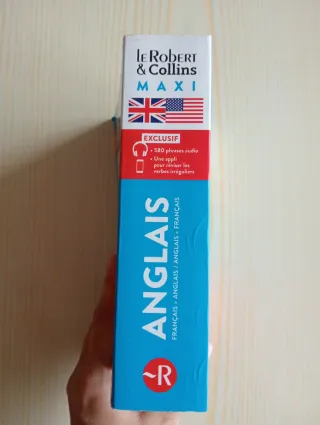 le Robert
& Collins
MAXI
EXCLUSIF
• 580 phrases audio
• Une appli
pour réviser les
verbes irréguliers
ANGLAIS
FRANÇAIS > ANGLAIS / ANGLAIS > FRANÇAIS
~R